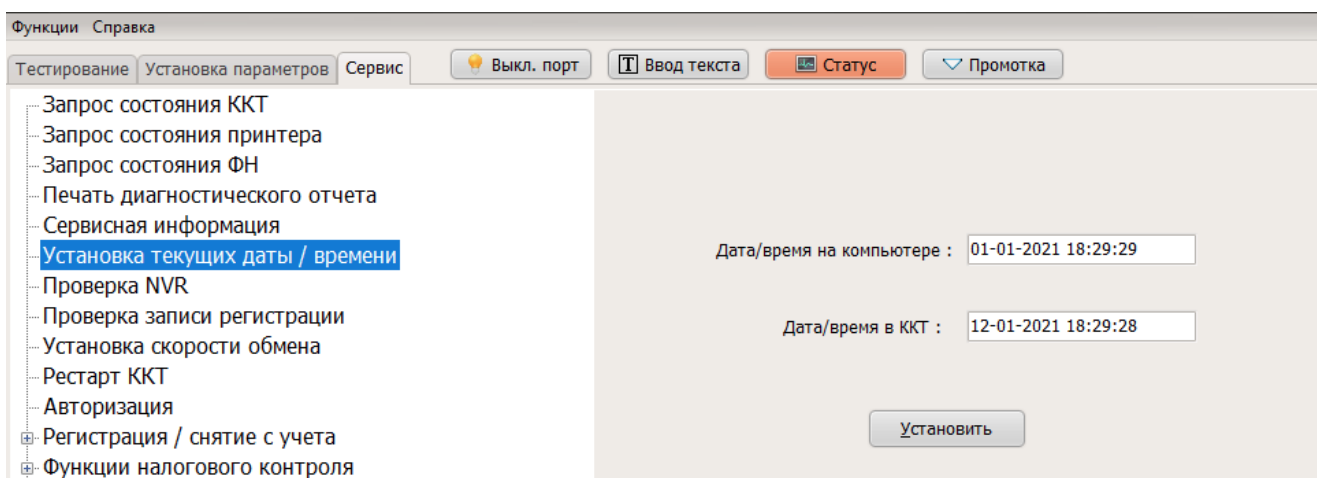 Функции Справка
Тестирование Установка параметров Сервис Выкл. порт T Ввод текста Статус Промотка
Запрос состояния ККТ
Запрос состояния принтера
Запрос состояния ФН
Печать диагностического отчета
Сервисная информация
Установка текущих даты / времени
Проверка NVR
Проверка записи регистрации
Установка скорости обмена
Рестарт ККТ
Авторизация
Регистрация / снятие с учета
Функции налогового контроля
Дата/время на компьютере : 01-01-2021 18:29:29
Дата/время в ККТ : 12-01-2021 18:29:28
Установить